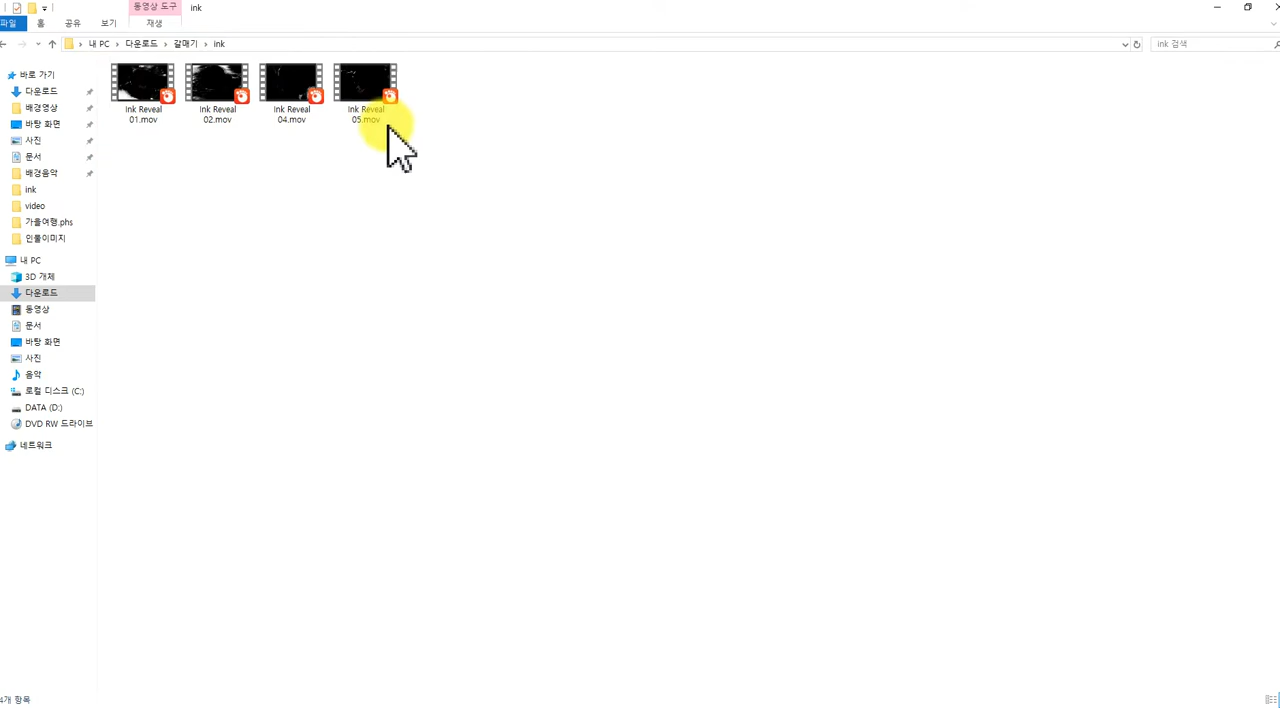 동영상 도구
ink
파일
홈
공유
보기
재생
내 PC
다운로드
갈매기
ink
ink 검색
바로 가기
다운로드
배경영상
바탕 화면
사진
문서
배경음악
ink
video
가을여행.phs
인물이미지
내 PC
3D 개체
다운로드
동영상
문서
바탕 화면
사진
음악
로컬 디스크 (C:)
DATA (D:)
DVD RW 드라이브
네트워크
Ink Reveal
01.mov
Ink Reveal
02.mov
Ink Reveal
04.mov
Ink Reveal
05.mov
4개 항목